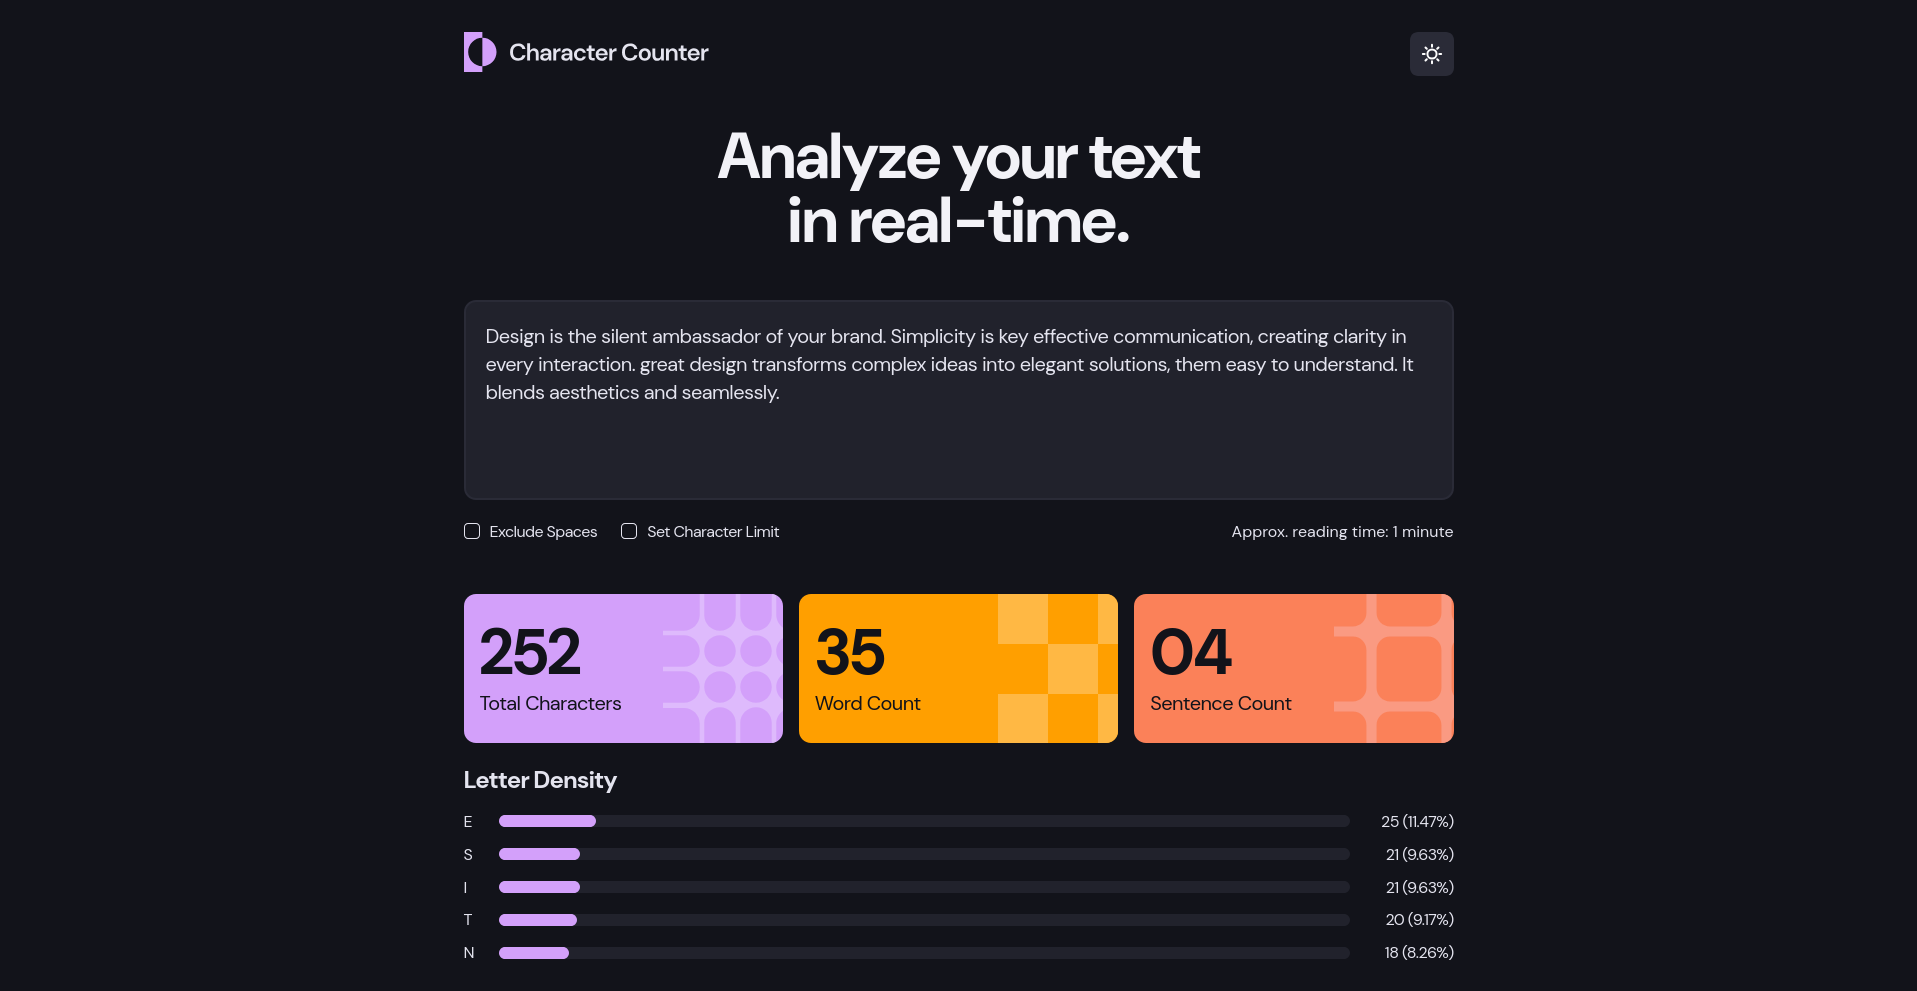 Character Counter
Analyze your text
in real-time.
Design is the silent ambassador of your brand. Simplicity is key effective communication, creating clarity in
every interaction. great design transforms complex ideas into elegant solutions, them easy to understand. It
blends aesthetics and seamlessly.
Exclude Spaces
Set Character Limit
Approx. reading time: 1 minute
252
Total Characters
35
Word Count
04
Sentence Count
Letter Density
E 25 (11.47%)
S 21 (9.63%)
I 21 (9.63%)
T 20 (9.17%)
N 18 (8.26%)